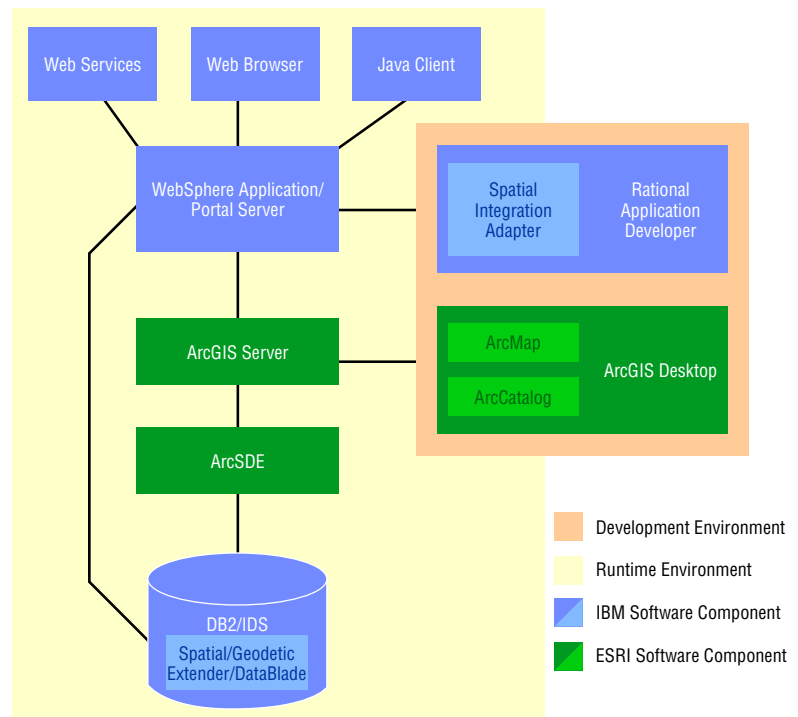 Web Services
Web Browser
Java Client
WebSphere Application/
Portal Server
Spatial
Integration
Adapter
Rational
Application
Developer
ArcGIS Server
ArcMap
ArcCatalog
ArcGIS Desktop
ArcSDE
DB2/IDS
Spatial/Geodetic
Extender/DataBlade
Development Environment
Runtime Environment
IBM Software Component
ESRI Software Component